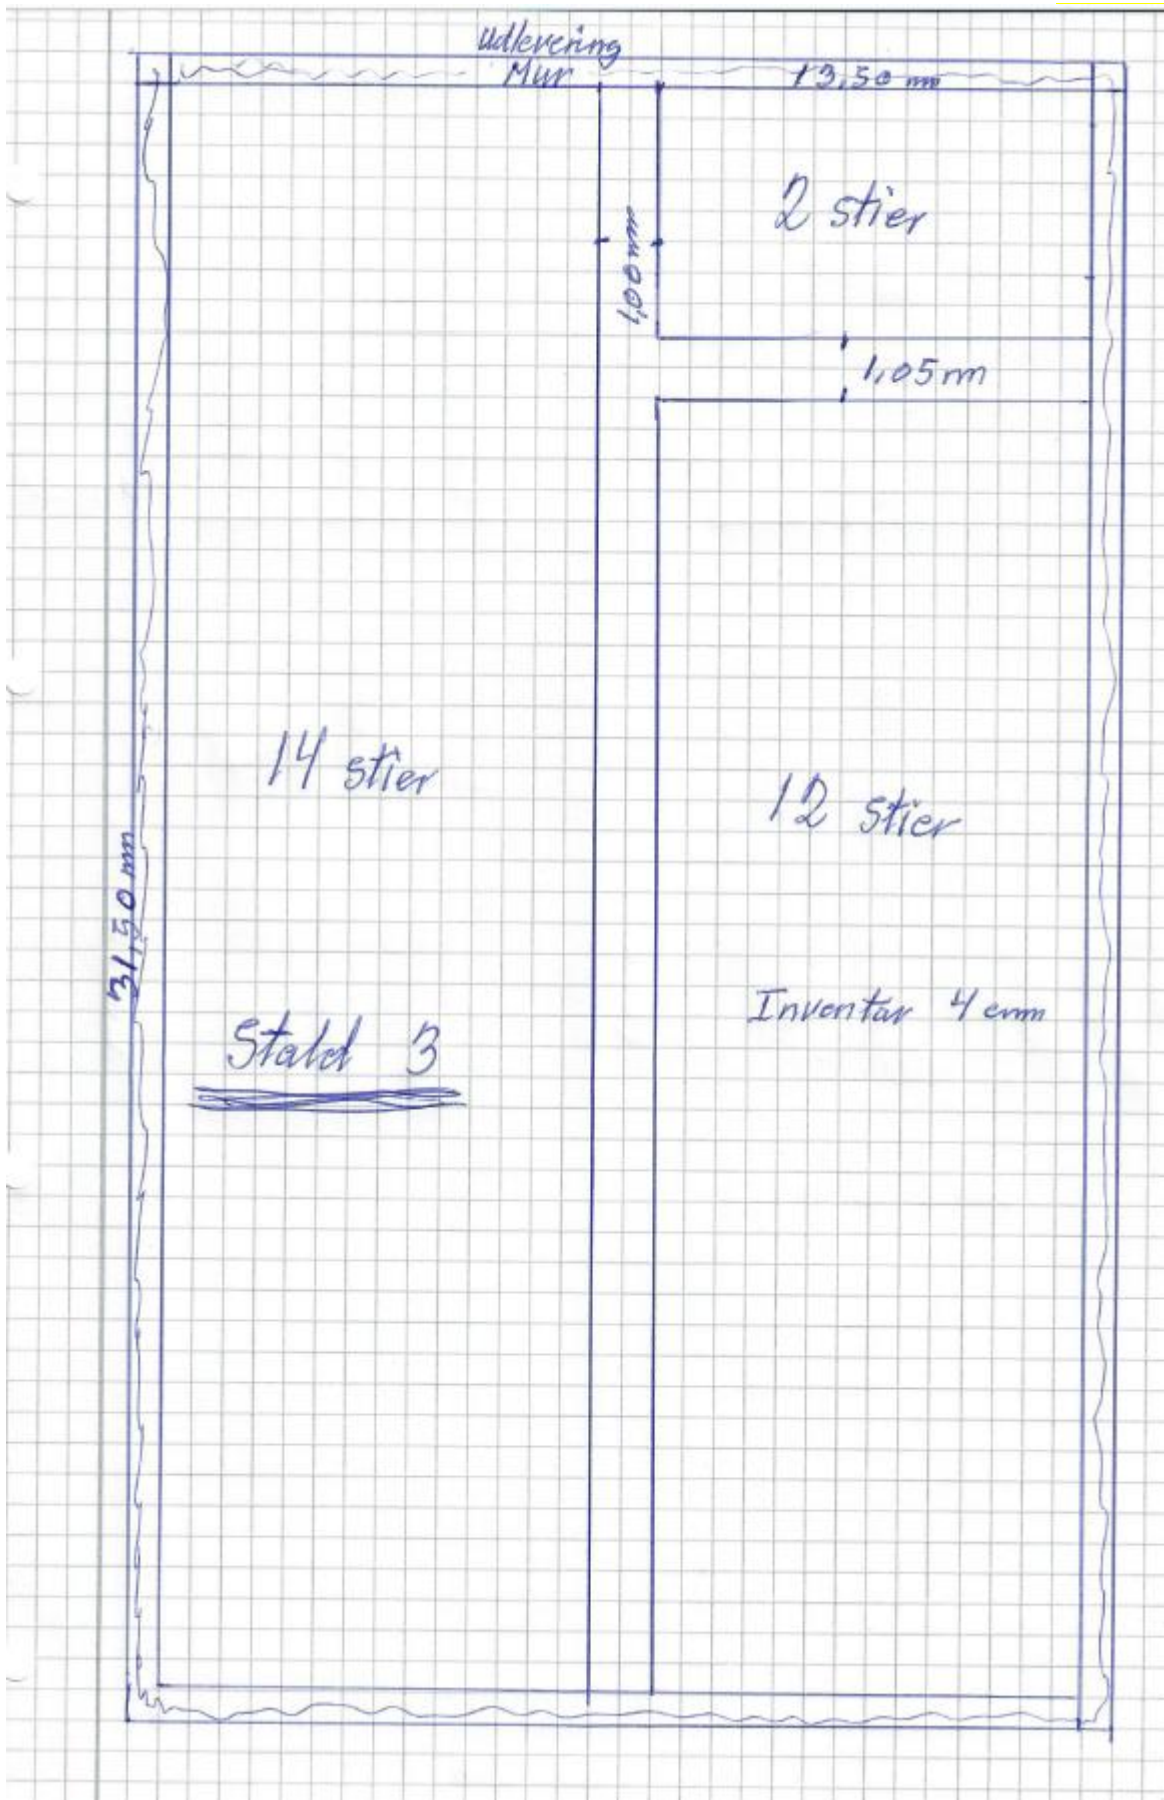 Udlevering
Mur
13,50 m
2 stier
1,00 m
1,05 m
14 stier
12 stier
31,50 m
Inventar 4 cm
Stald 3